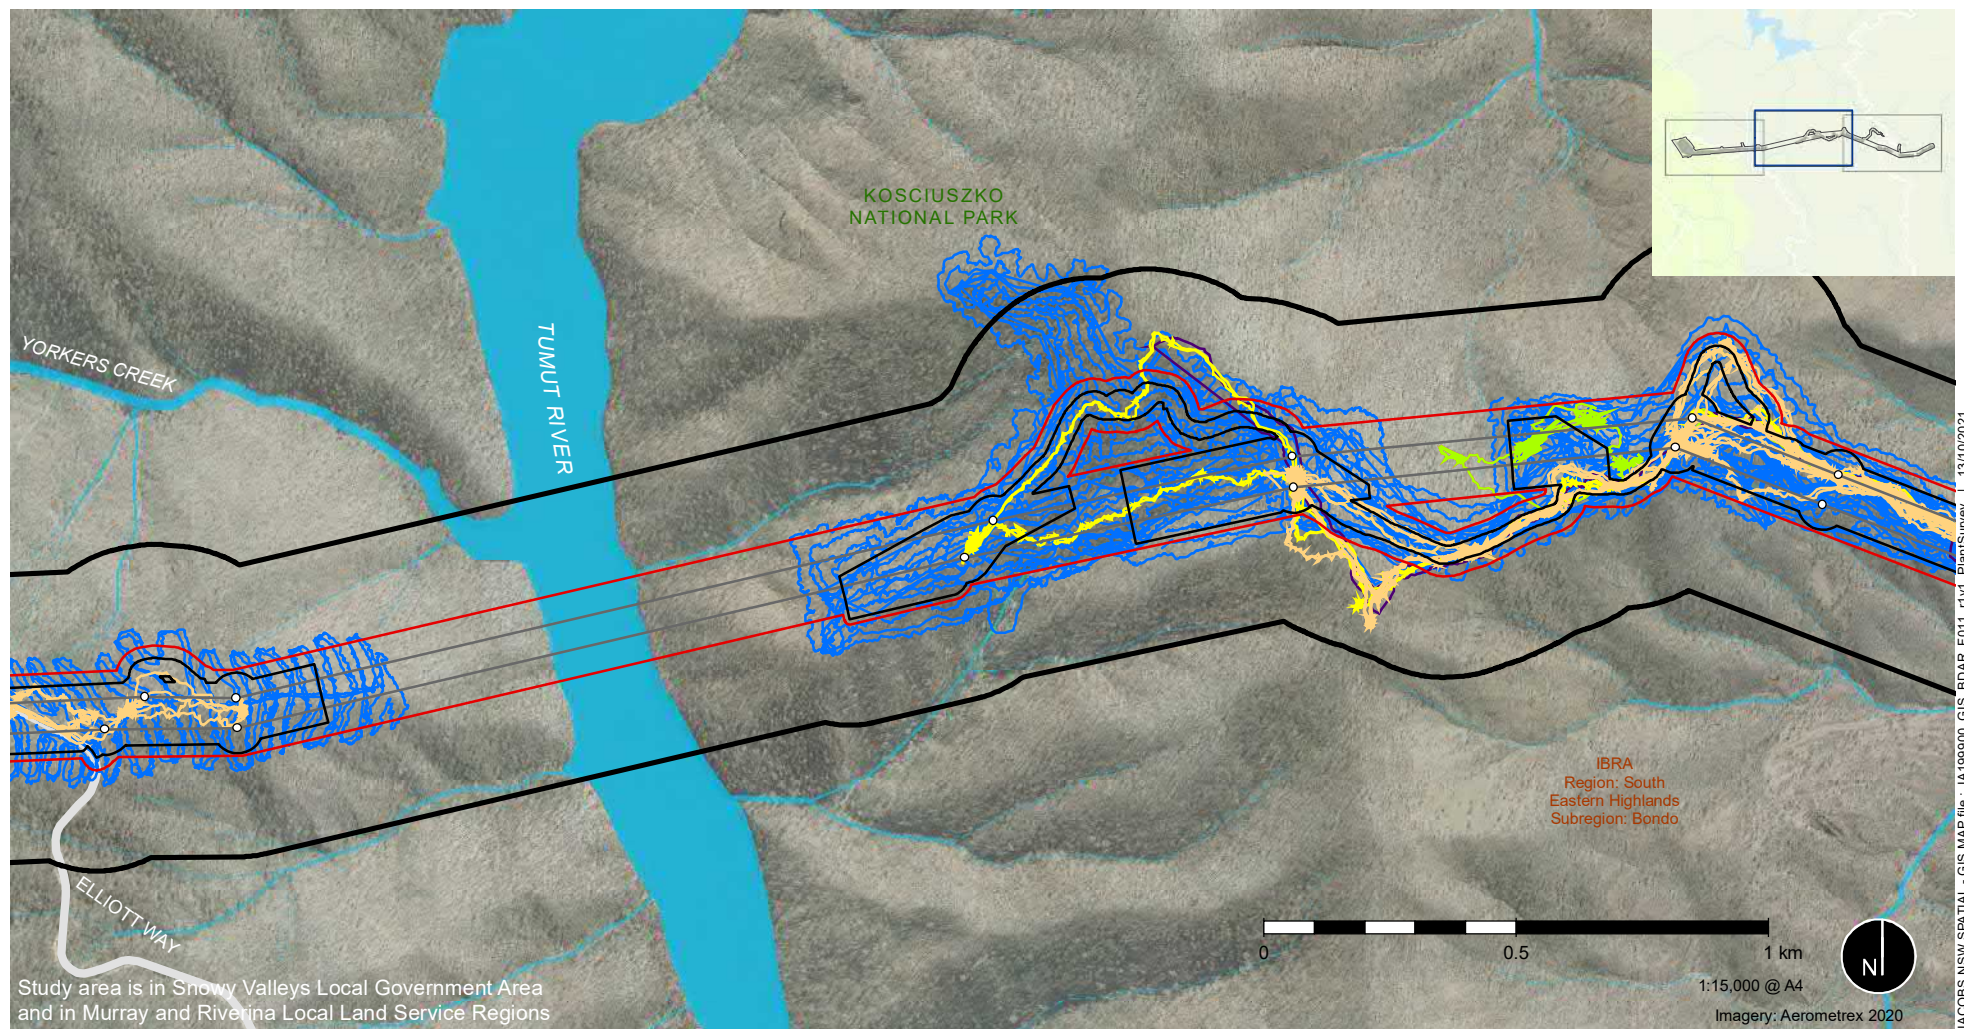 KOSCIUSZKO
NATIONAL PARK
YORKERS CREEK
TUMUT RIVER
IBRA
Region: South
Eastern Highlands
Subregion: Bondo
ELLIOTT WAY
Study area is in Snowy Valleys Local Government Area
and in Murray and Riverina Local Land Service Regions
0 0.5 1 km
1:15,000 @ A4
N
Imagery: Aerometrex 2020